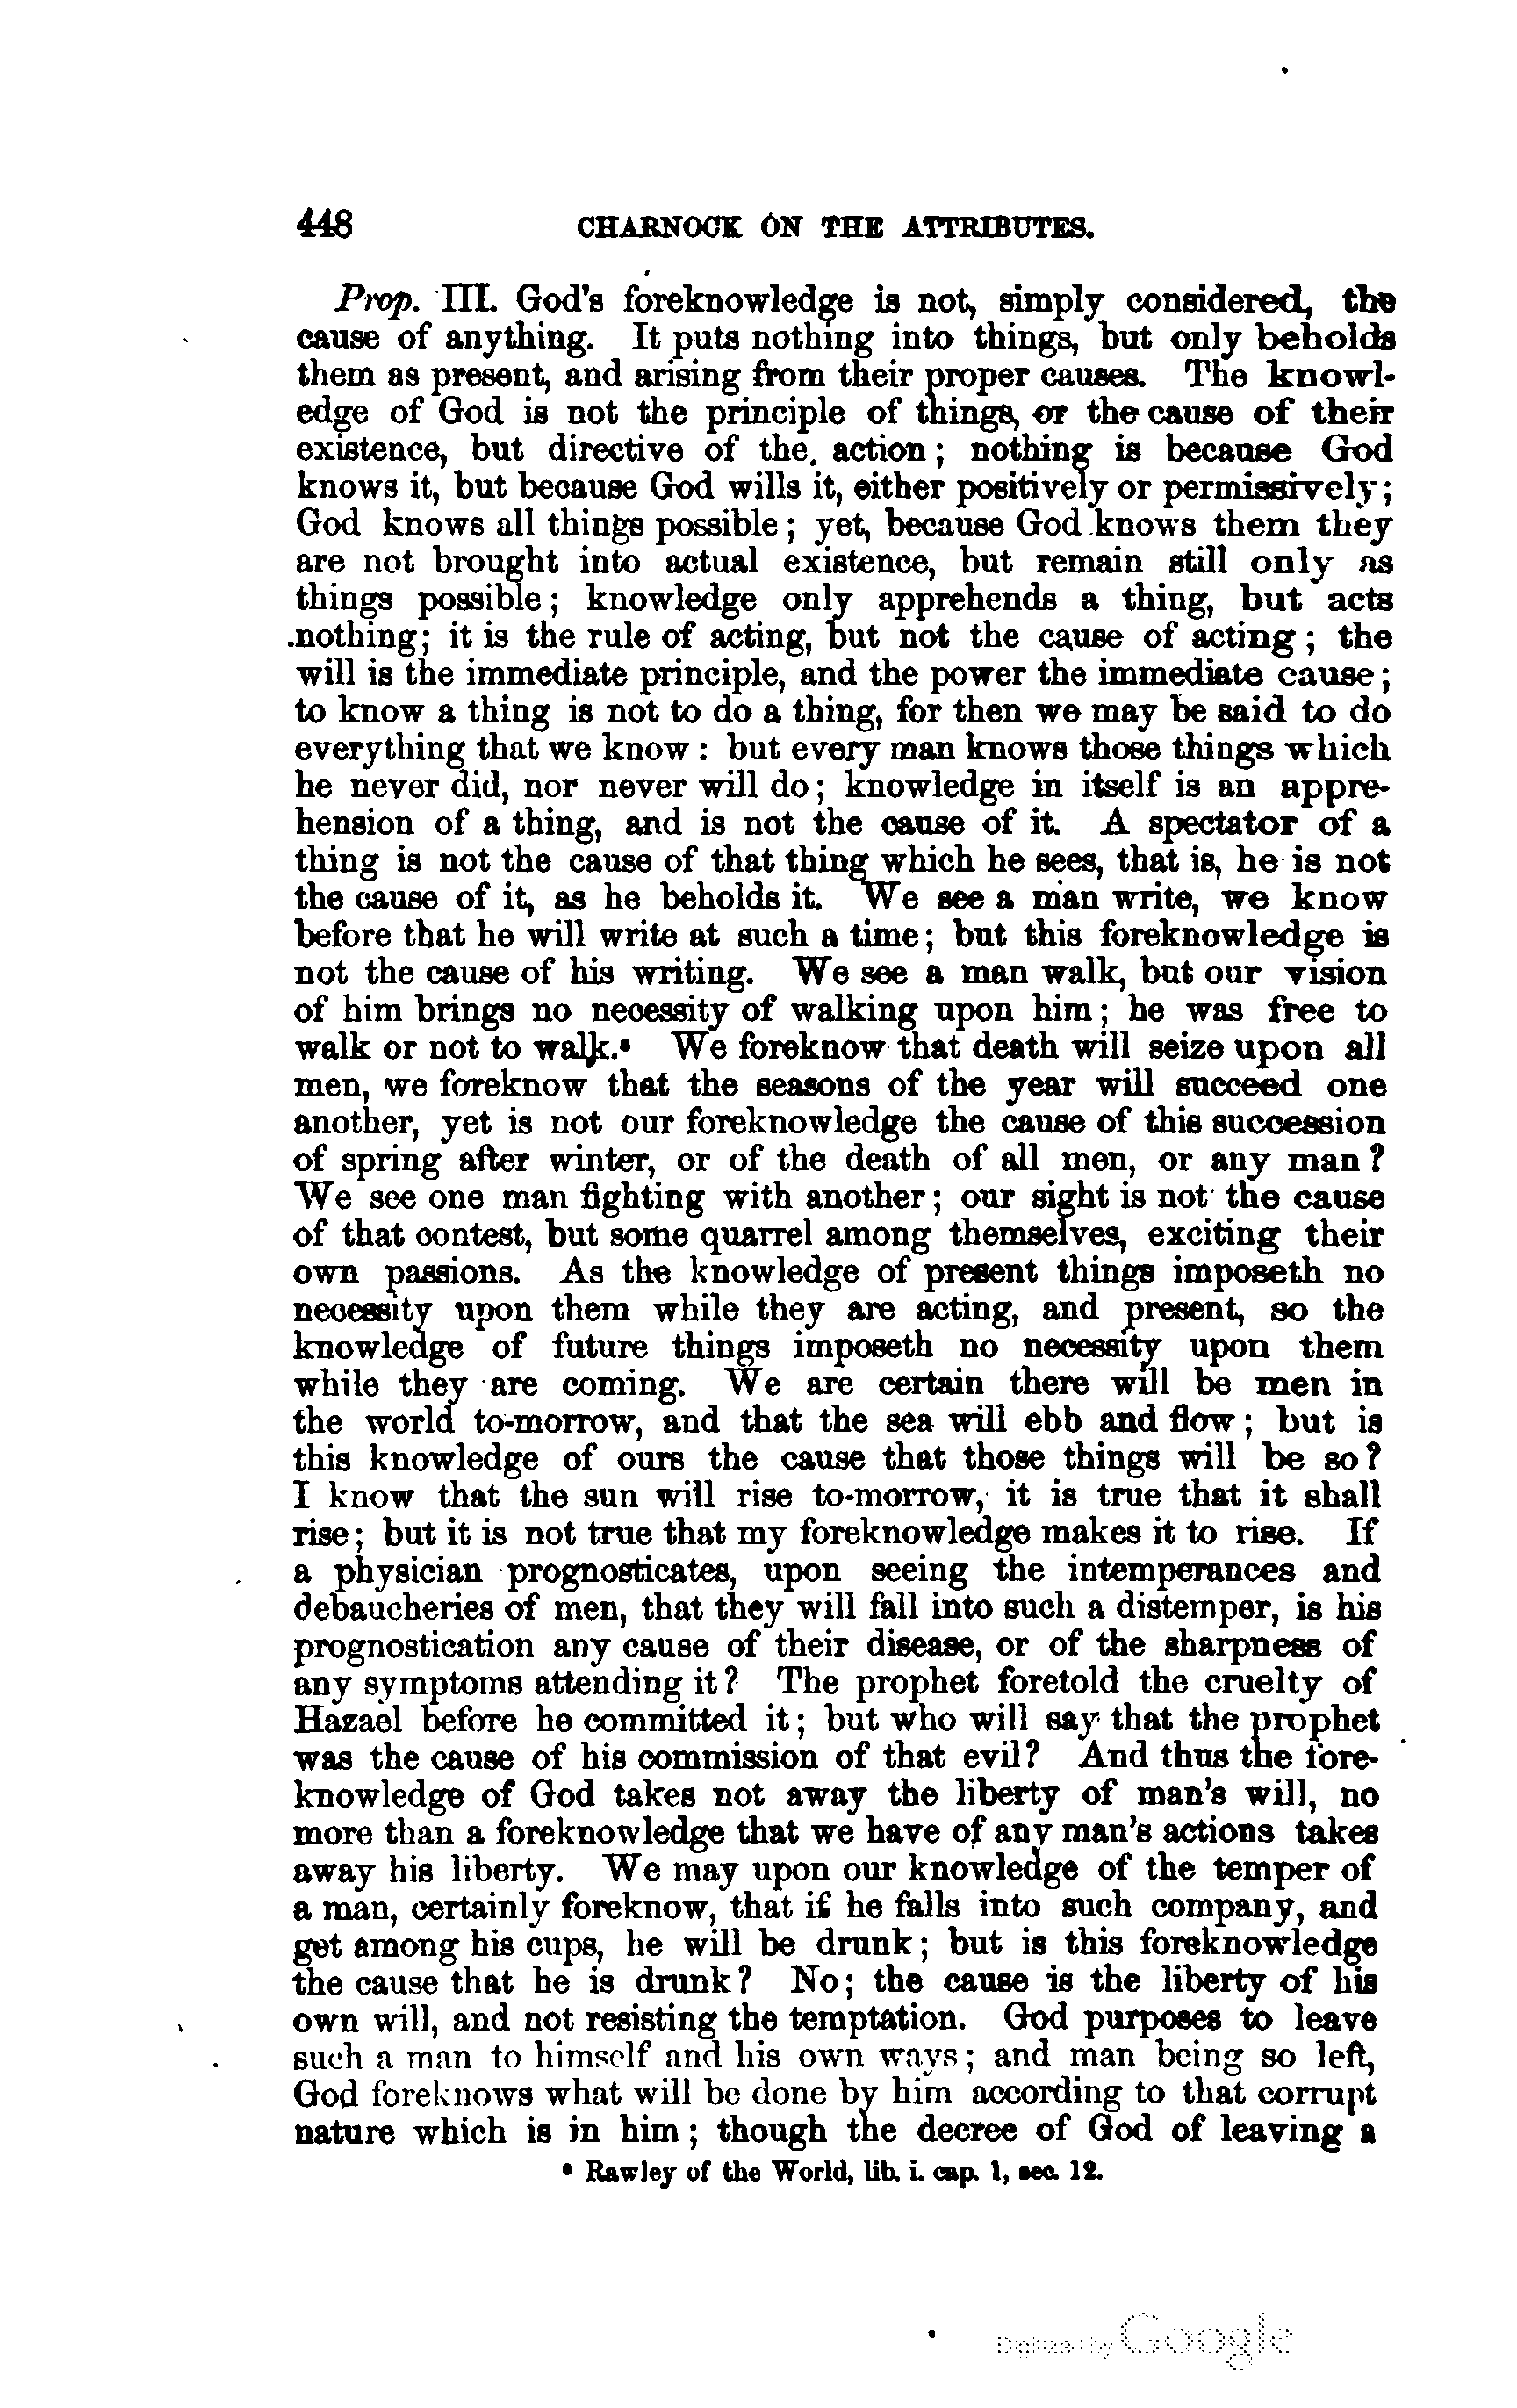 448 CHARNOCK ON THE ATTRIBUTES.
Prop. III. God's foreknowledge is not, simply considered, the
cause of anything. It puts nothing into things, but only beholds
them as present, and arising from their proper causes. The knowl-
edge of God is not the principle of things, or the cause of their
existence, but directive of the. action; nothing is because God
knows it, but because God wills it, either positively or permissively;
God knows all things possible; yet, because God knows them they
are not brought into actual existence, but remain still only as
things possible; knowledge only apprehends a thing, but acts
nothing; it is the rule of acting, but not the cause of acting; the
will is the immediate principle, and the power the immediate cause;
to know a thing is not to do a thing, for then we may be said to do
everything that we know: but every man knows those things which
he never did, nor never will do; knowledge in itself is an appre-
hension of a thing, and is not the cause of it. A spectator of a
thing is not the cause of that thing which he sees, that is, he is not
the cause of it, as he beholds it. We see a man write, we know
before that he will write at such a time; but this foreknowledge is
not the cause of his writing. We see a man walk, but our vision
of him brings no necessity of walking upon him; he was free to
walk or not to walk.ª We foreknow that death will seize upon all
men, we foreknow that the seasons of the year will succeed one
another, yet is not our foreknowledge the cause of this succession
of spring after winter, or of the death of all men, or any man?
We see one man fighting with another; our sight is not the cause
of that contest, but some quarrel among themselves, exciting their
own passions. As the knowledge of present things imposeth no
necessity upon them while they are acting, and present, so the
knowledge of future things imposeth no necessity upon them
while they are coming. We are certain there will be men in
the world to-morrow, and that the sea will ebb and flow; but is
this knowledge of ours the cause that those things will be so?
I know that the sun will rise to-morrow, it is true that it shall
rise; but it is not true that my foreknowledge makes it to rise. If
a physician prognosticates, upon seeing the intemperances and
debaucheries of men, that they will fall into such a distemper, is his
prognostication any cause of their disease, or of the sharpness of
any symptoms attending it? The prophet foretold the cruelty of
Hazael before he committed it; but who will say that the prophet
was the cause of his commission of that evil? And thus the fore-
knowledge of God takes not away the liberty of man's will, no
more than a foreknowledge that we have of any man's actions takes
away his liberty. We may upon our knowledge of the temper of
a man, certainly foreknow, that if he falls into such company, and
get among his cups, he will be drunk; but is this foreknowledge
the cause that he is drunk? No; the cause is the liberty of his
own will, and not resisting the temptation. God purposes to leave
such a man to himself and his own ways; and man being so left,
God foreknows what will be done by him according to that corrupt
nature which is in him; though the decree of God of leaving a
ª Rawley of the World, lib. i. cap. 1, sec. 12.
Digitized by Google